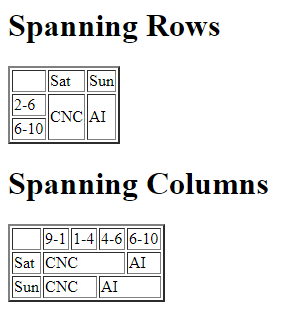 Spanning Rows
Sat Sun
2-6 CNC AI
6-10
Spanning Columns
9-1 1-4 4-6 6-10
Sat CNC AI
Sun CNC AI